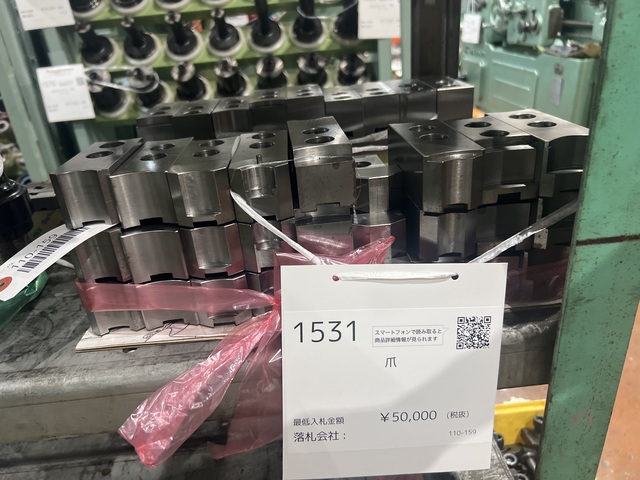 1531
スマートフォンで読み取ると
商品詳細情報が見られます
爪
最低入札金額 ￥50,000 (税抜)
落札会社：
110-159